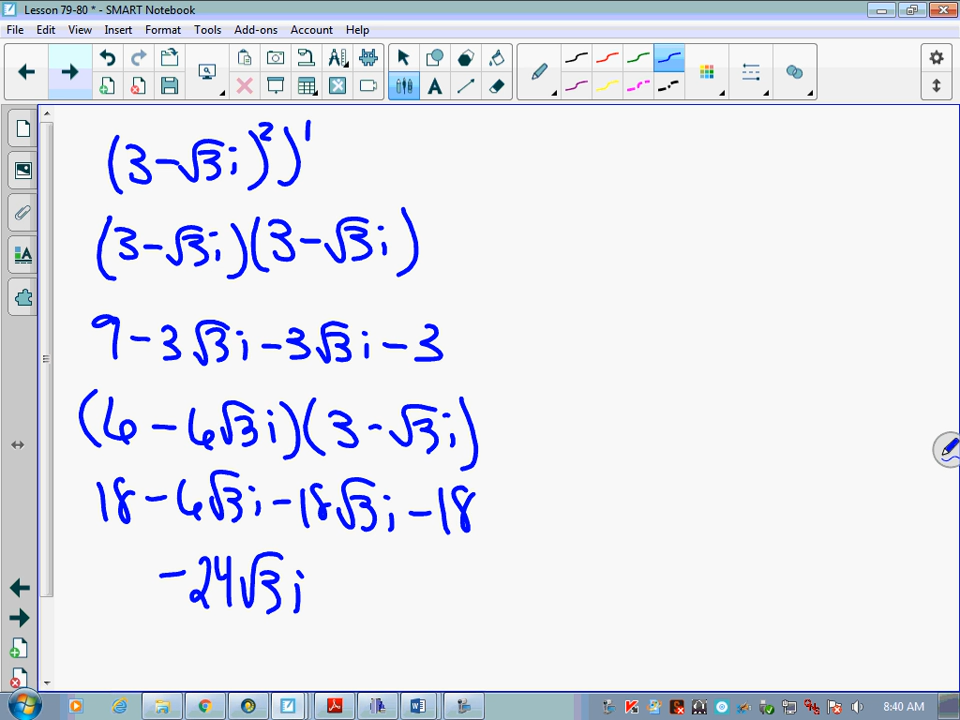 Lesson 79-80 * - SMART Notebook
File Edit View Insert Format Tools Add-ons Account Help
(3-√3i)²)¹
(3-√3i)(3-√3i)
9-3√3i-3√3i-3
(6-6√3i)(3-√3i)
18-6√3i-18√3i-18
-24√3i
8:40 AM